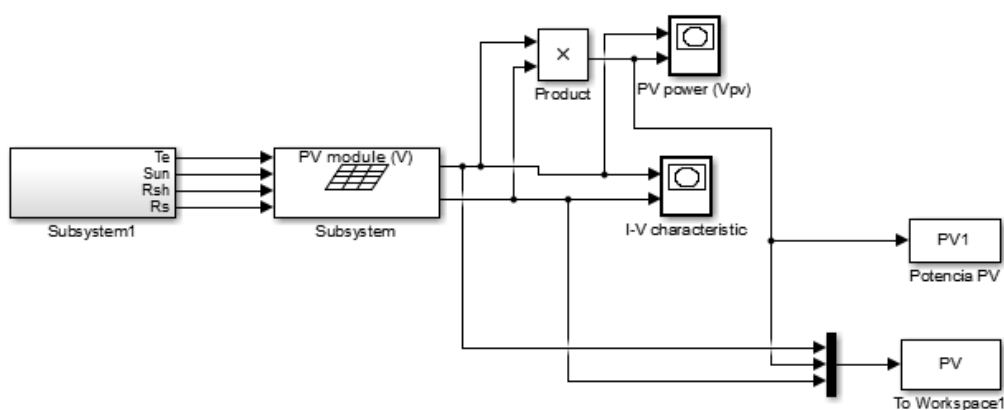 ×
Product
PV power (Vpv)
Te
Sun
Rsh
Rs
Subsystem1
PV module (V)
Subsystem
I-V characteristic
PV1
Potencia PV
PV
To Workspace1